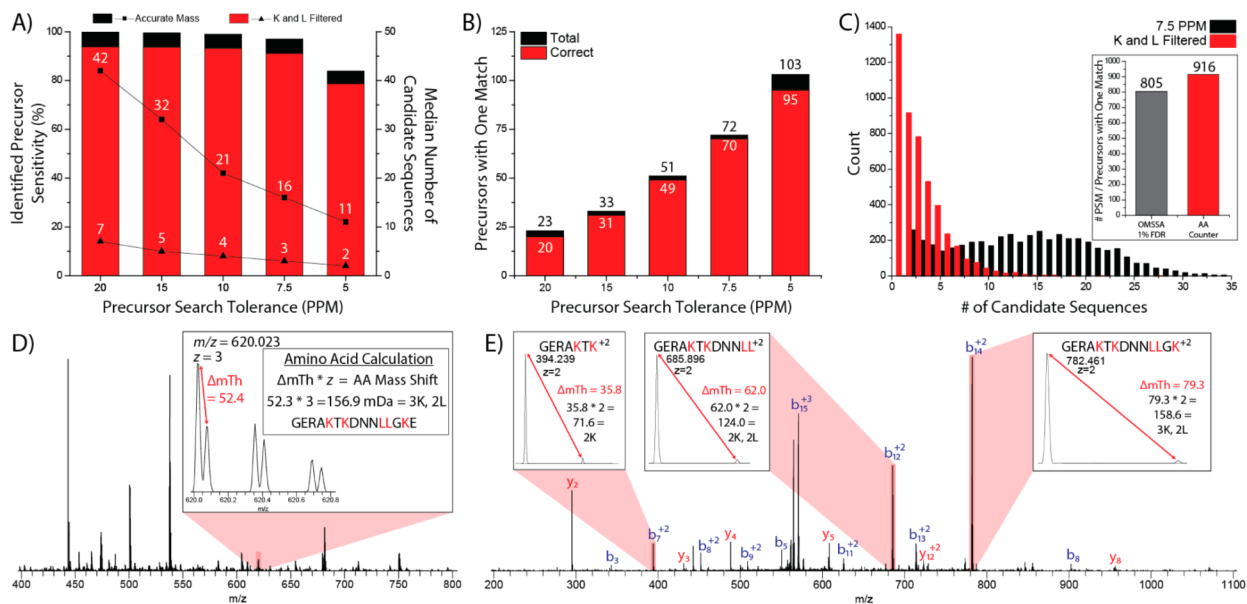 A)
Accurate Mass
K and L Filtered
Identified Precursor
Sensitivity (%)
100
80
60
40
20
0
42
32
21
16
11
7
5
4
3
2
50
40
30
20
10
0
Median Number of
Candidate Sequences
20 15 10 7.5 5
Precursor Search Tolerance (PPM)
B)
Total
Correct
Precursors with One Match
125
100
75
50
25
0
23
20
33
31
51
49
72
70
103
95
20 15 10 7.5 5
Precursor Search Tolerance (PPM)
C)
7.5 PPM
K and L Filtered
Count
1400
1200
1000
800
600
400
200
0
0 5 10 15 20 25 30 35
# of Candidate Sequences
# PSM / Precursors with One Match
900
800
700
600
500
400
300
200
100
0
805
916
OMSSA
1% FDR
AA
Counter
D)
m/z = 620.023
z = 3
ΔmTh
= 52.4
Amino Acid Calculation
ΔmTh * z = AA Mass Shift
52.3 * 3 =156.9 mDa = 3K, 2L
GERAKTKDNNLLGKE
620.0 620.2 620.4 620.6 620.8
m/z
400 450 500 550 600 650 700 750 800
m/z
E)
GERAKTK+2
394.239
z=2
ΔmTh = 35.8
35.8 * 2 =
71.6 =
2K
GERAKTKDNNLL+2
685.896
z=2
ΔmTh = 62.0
62.0 * 2 =
124.0 =
2K, 2L
b14+2
GERAKTKDNNLLGK+2
782.461
z=2
ΔmTh = 79.3
79.3 * 2 =
158.6 =
3K, 2L
y2
b3
b7+2
y3
b8+2
y4
b9+2
b5
b15+3
y5
b11+2
b12+2
b13+2
y12+2
b8
y8
200 300 400 500 600 700 800 900 1000 1100
m/z